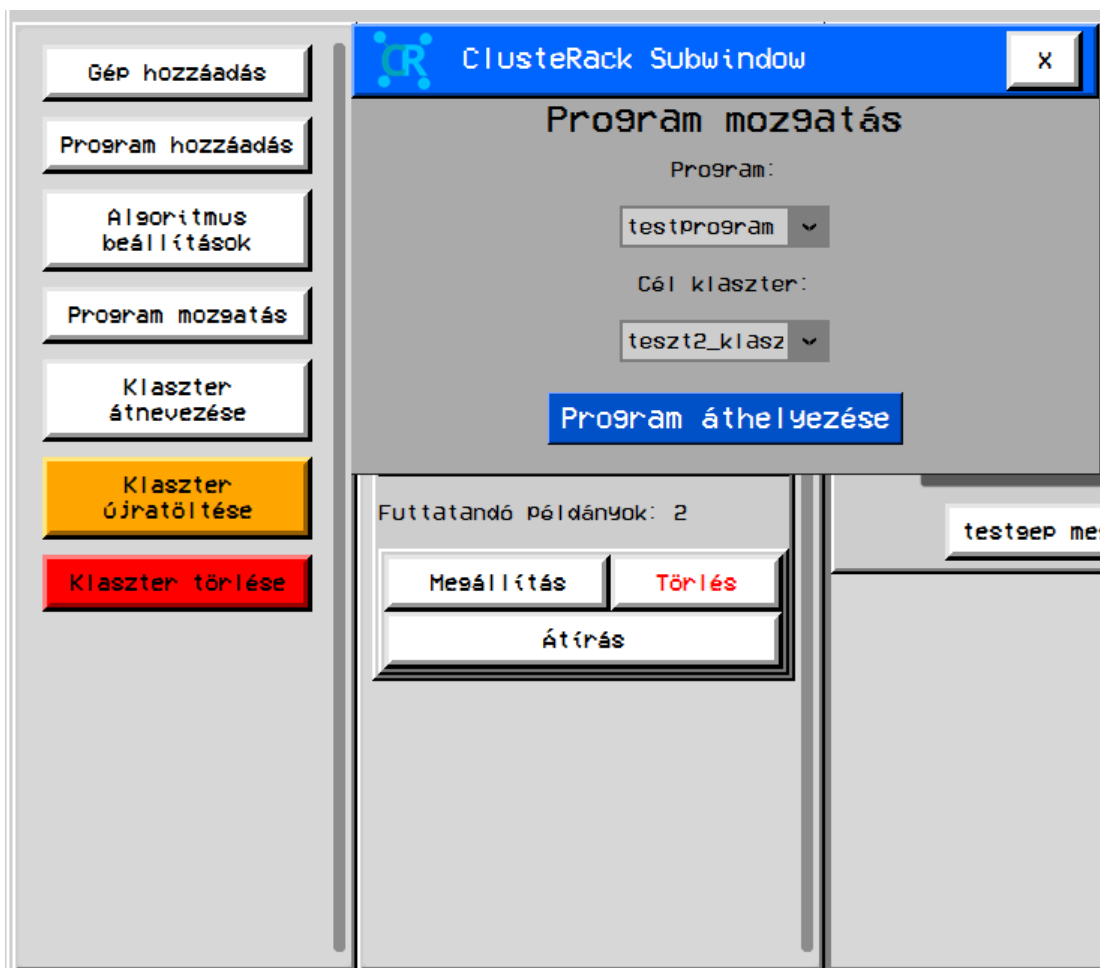 Gép hozzáadás
Program hozzáadás
Algoritmus
beállítások
Program mozgatás
Klaszter
átnevezése
Klaszter
újratöltése
Klaszter törlése
CR
ClusteRack Subwindow
x
Program mozgatás
Program:
testprogram
Cél klaszter:
teszt2_klasz
Program áthelyezése
Futtatandó példányok: 2
Megállítás
Törlés
Átírás
testgep me